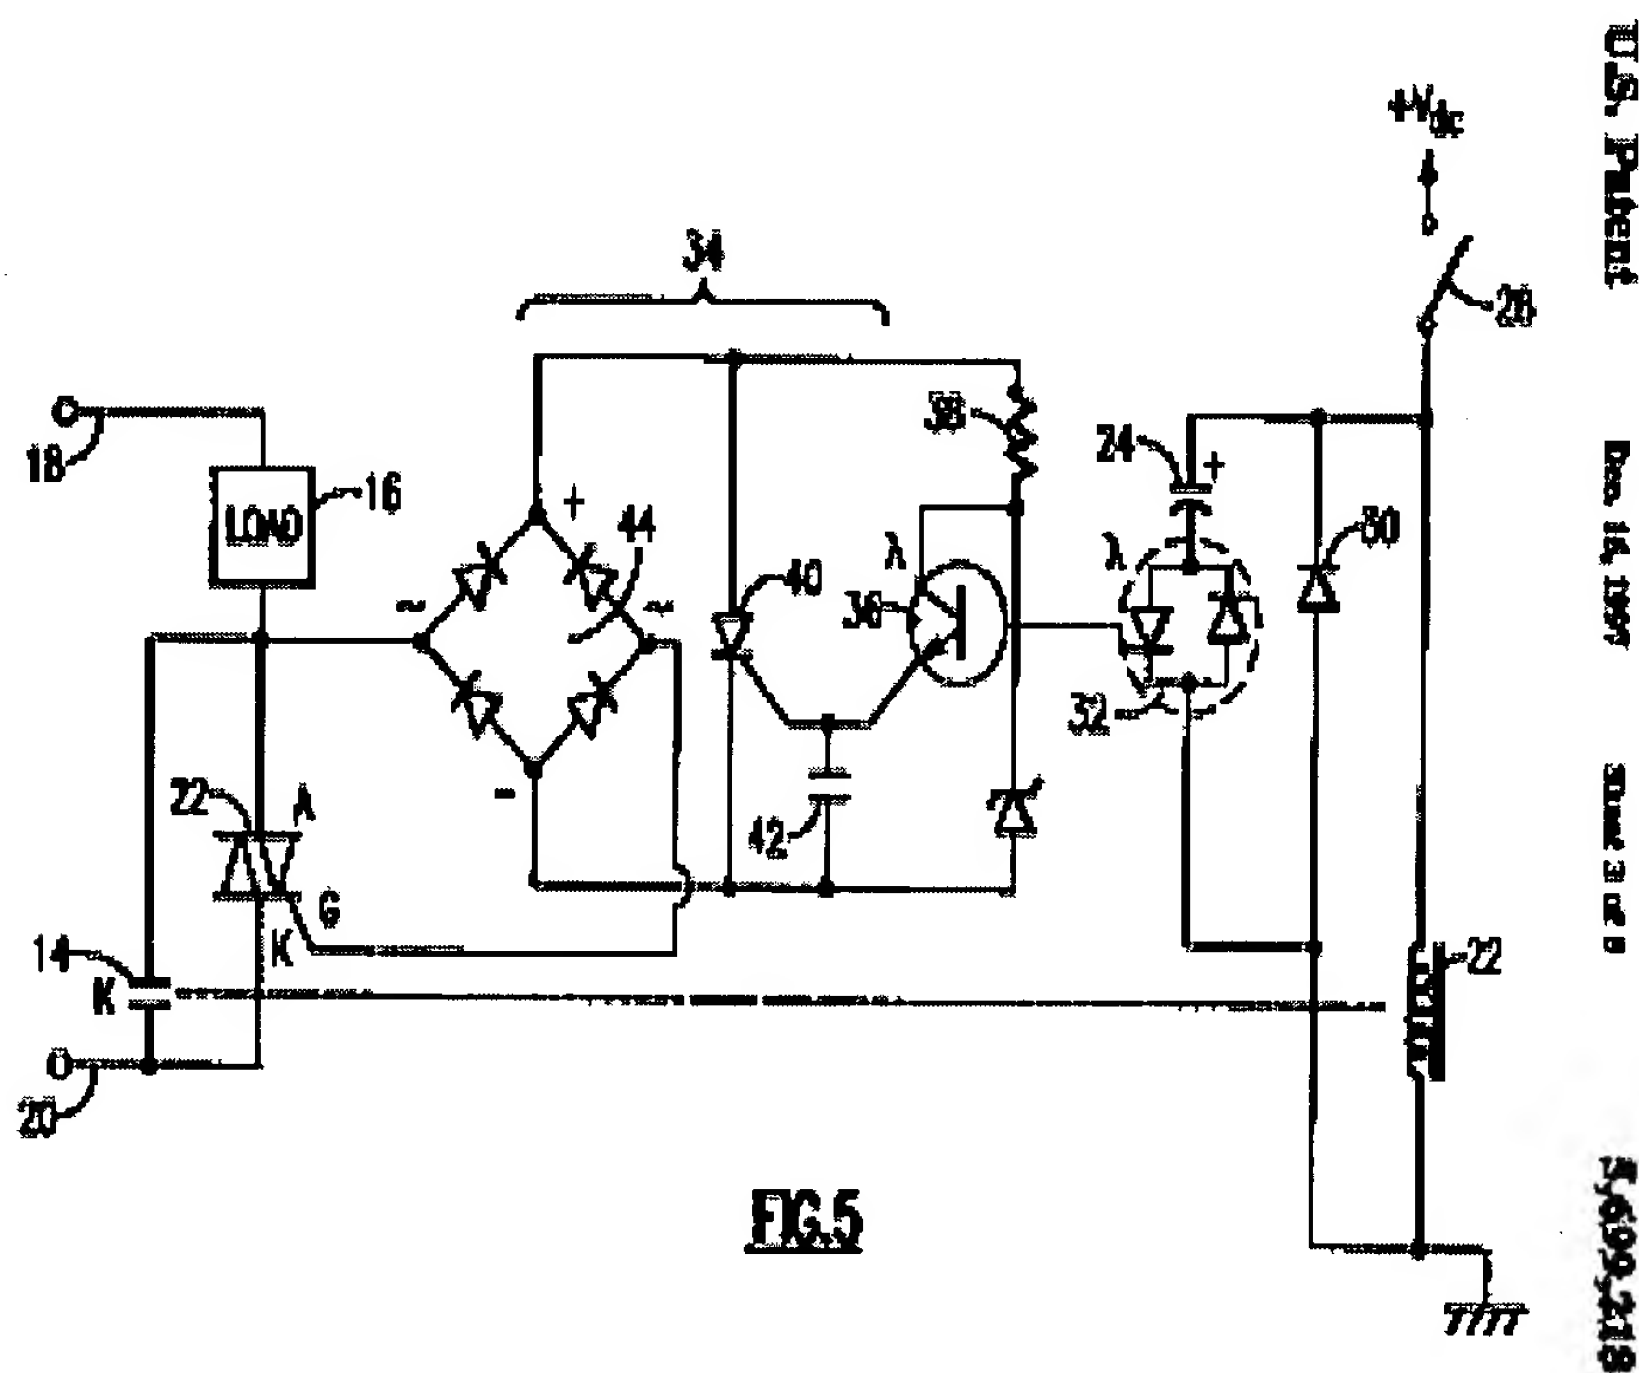 U.S. Patent
Dec. 16, 1997
Sheet 3 of 5
5,699,218
+Vdc
28
34
18
16
LOAD
38
24
+
30
+
44
λ
λ
40
36
~
~
32
22
A
-
42
G
14
K
K
22
20
FIG.5